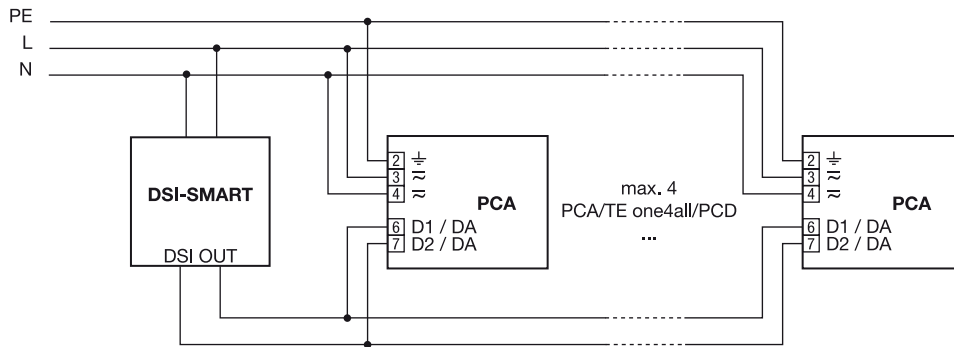 PE
L
N
DSI-SMART
DSI OUT
2
3
4
6 D1 / DA
7 D2 / DA
PCA
max. 4
PCA/TE one4all/PCD
...
2
3
4
6 D1 / DA
7 D2 / DA
PCA